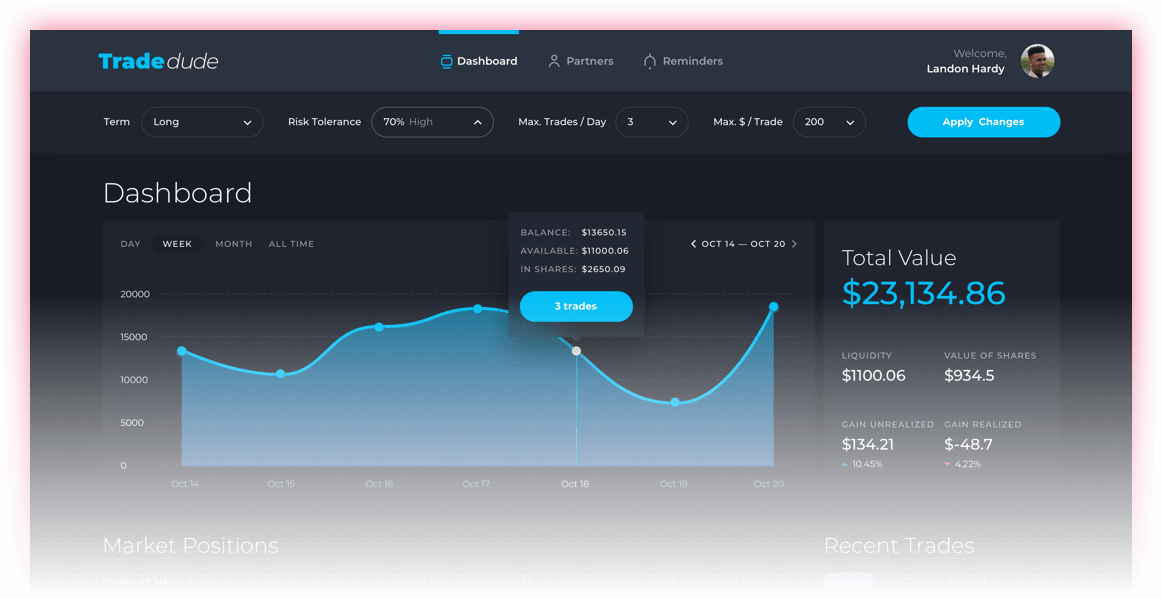 Tradedude
Dashboard
Partners
Reminders
Welcome,
Landon Hardy
Term
Long
Risk Tolerance
70% High
Max. Trades / Day
3
Max. $ / Trade
200
Apply Changes
Dashboard
DAY
WEEK
MONTH
ALL TIME
BALANCE: $13650.15
AVAILABLE: $11000.06
IN SHARES: $2650.09
3 trades
OCT 14 — OCT 20
20000
15000
10000
5000
0
Oct 14
Oct 15
Oct 16
Oct 17
Oct 18
Oct 19
Oct 20
Total Value
$23,134.86
LIQUIDITY
$1100.06
VALUE OF SHARES
$934.5
GAIN UNREALIZED
$134.21
10.45%
GAIN REALIZED
$-48.7
4.22%
Market Positions
Recent Trades
COMPANY NAME